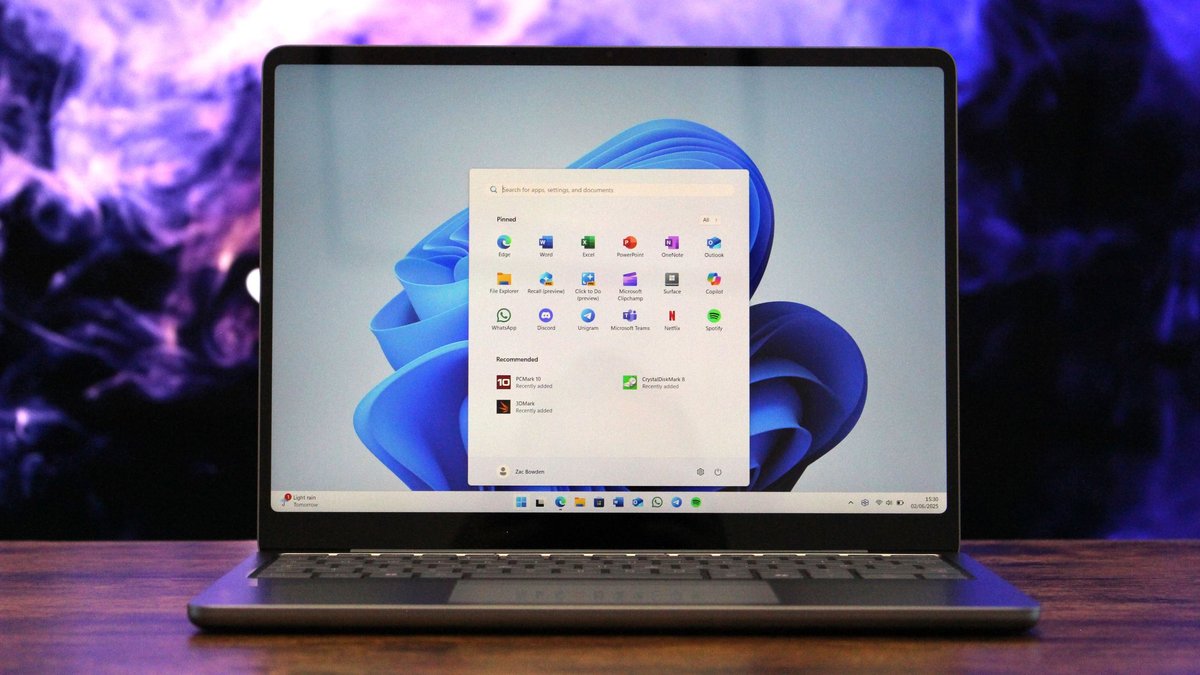 Search for apps, settings, and documents
Pinned
All
Edge
Word
Excel
PowerPoint
OneNote
Outlook
File Explorer
Recall (preview)
Click to Do
(preview)
Microsoft
Clipchamp
Surface
Copilot
WhatsApp
Discord
Unigram
Microsoft Teams
Netflix
Spotify
Recommended
10
PCMark 10
Recently added
CrystalDiskMark 8
Recently added
3DMark
Recently added
Zac Bowden
1
Light rain
Tomorrow
15:30
02/06/2025